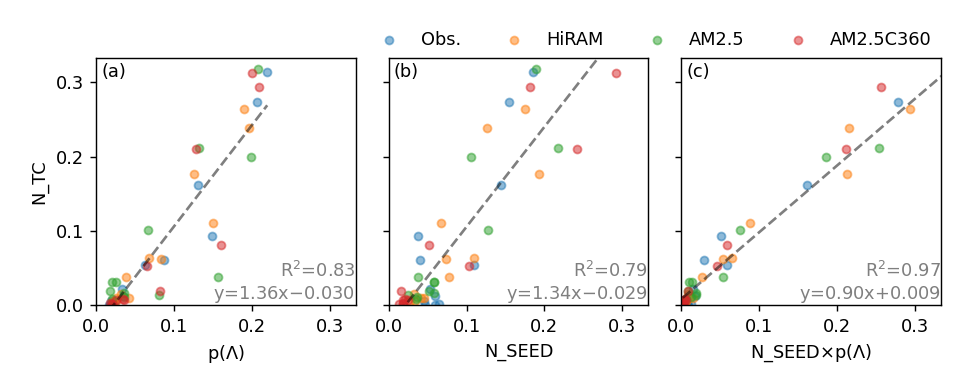 Obs. HiRAM AM2.5 AM2.5C360
(a) (b) (c)
N_TC
0.3
0.2
0.1
0.0
R²=0.83 R²=0.79 R²=0.97
y=1.36x−0.030 y=1.34x−0.029 y=0.90x+0.009
0.0 0.1 0.2 0.3 0.0 0.1 0.2 0.3 0.0 0.1 0.2 0.3
p(Λ) N_SEED N_SEED×p(Λ)